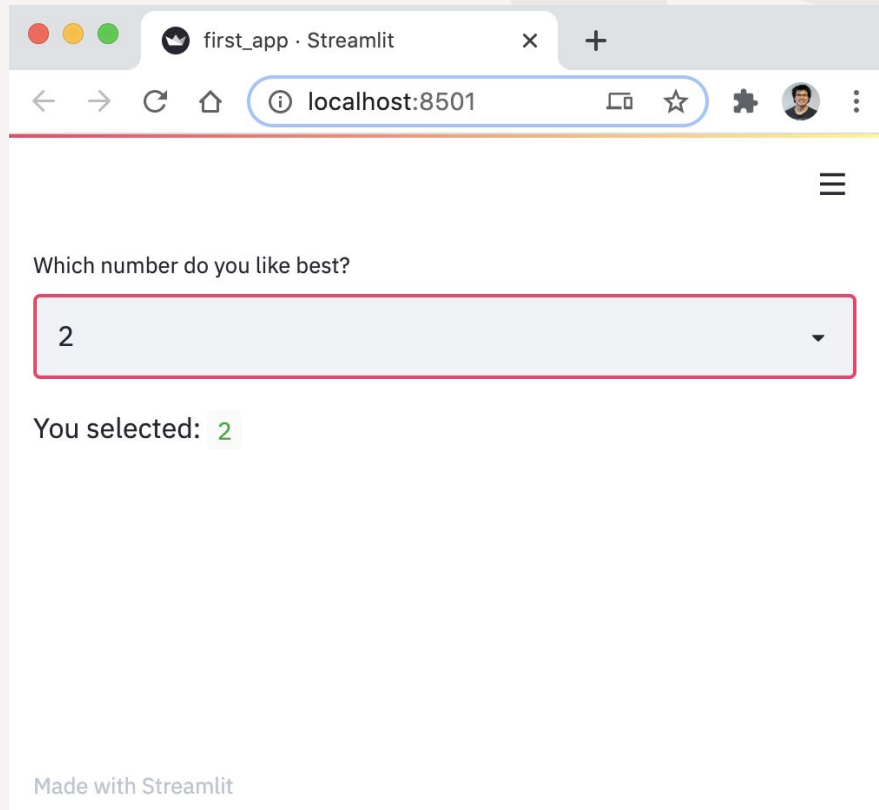 first_app · Streamlit
localhost:8501
Which number do you like best?
2
You selected: 2
Made with Streamlit